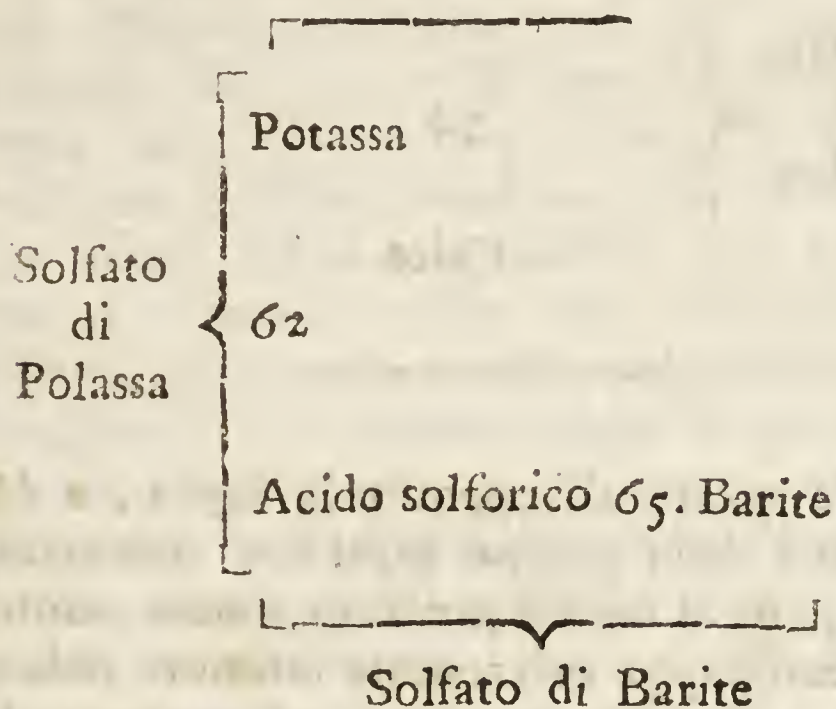 Potassa
Solfato
di
Polassa
62
Acido solforico 65. Barite
Solfato di Barite